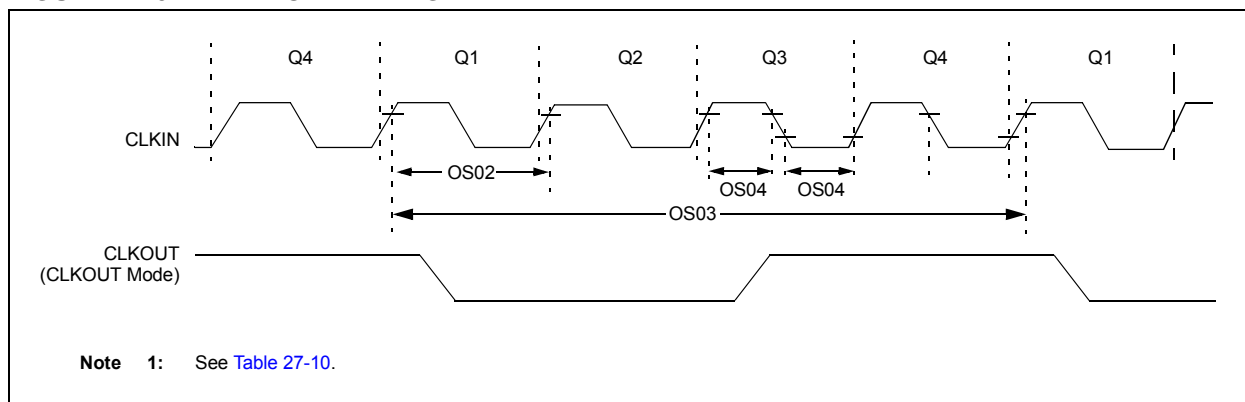 Q4 Q1 Q2 Q3 Q4 Q1
CLKIN
OS02
OS04 OS04
OS03
CLKOUT
(CLKOUT Mode)
Note 1: See Table 27-10.